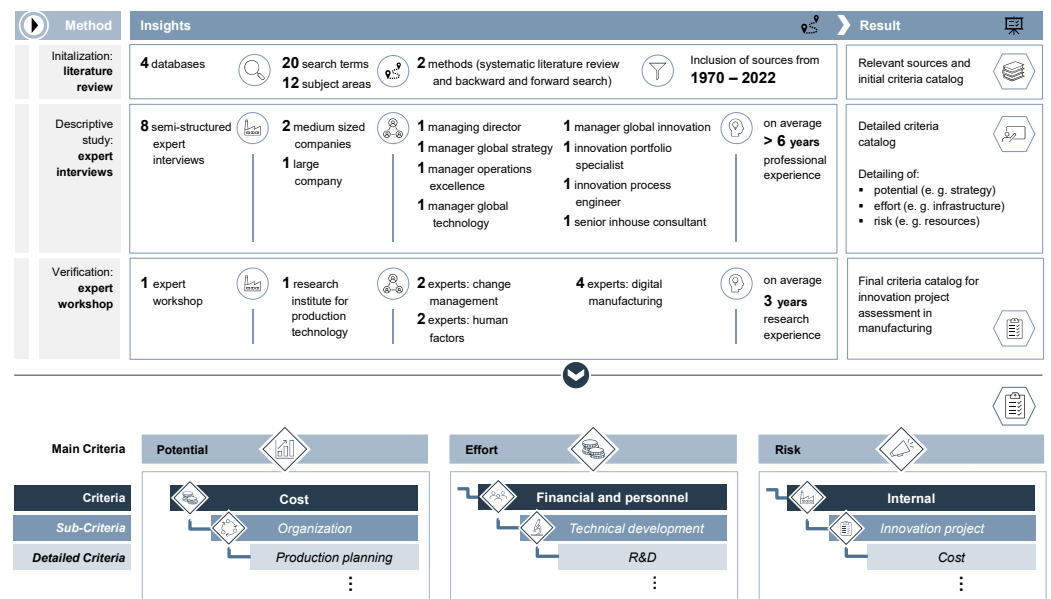 Method
Insights
Result
Initalization:
literature
review
4 databases
20 search terms
12 subject areas
2 methods (systematic literature review
and backward and forward search)
Inclusion of sources from
1970 – 2022
Relevant sources and
initial criteria catalog
Descriptive
study:
expert
interviews
8 semi-structured
expert
interviews
2 medium sized
companies
1 large
company
1 managing director
1 manager global strategy
1 manager operations
excellence
1 manager global
technology
1 manager global innovation
1 innovation portfolio
specialist
1 innovation process
engineer
1 senior inhouse consultant
on average
> 6 years
professional
experience
Detailed criteria
catalog
Detailing of:
▪ potential (e. g. strategy)
▪ effort (e. g. infrastructure)
▪ risk (e. g. resources)
Verification:
expert
workshop
1 expert
workshop
1 research
institute for
production
technology
2 experts: change
management
2 experts: human
factors
4 experts: digital
manufacturing
on average
3 years
research
experience
Final criteria catalog for
innovation project
assessment in
manufacturing
Main Criteria
Potential
Effort
Risk
Criteria
Cost
Financial and personnel
Internal
Sub-Criteria
Organization
Technical development
Innovation project
Detailed Criteria
Production planning
R&D
Cost